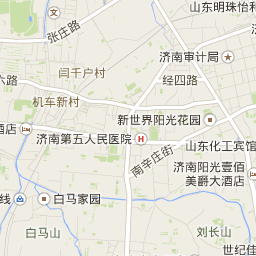 山东明珠怡和
张庄路
济南审计局
闫千户村
六路
经四路
机车新村
新世界阳光花园
酒店
济南第五人民医院
H
山东化工宾馆
南辛庄街
济南阳光壹佰
美爵大酒店
线
白马家园
白马山
刘长山
世纪佳